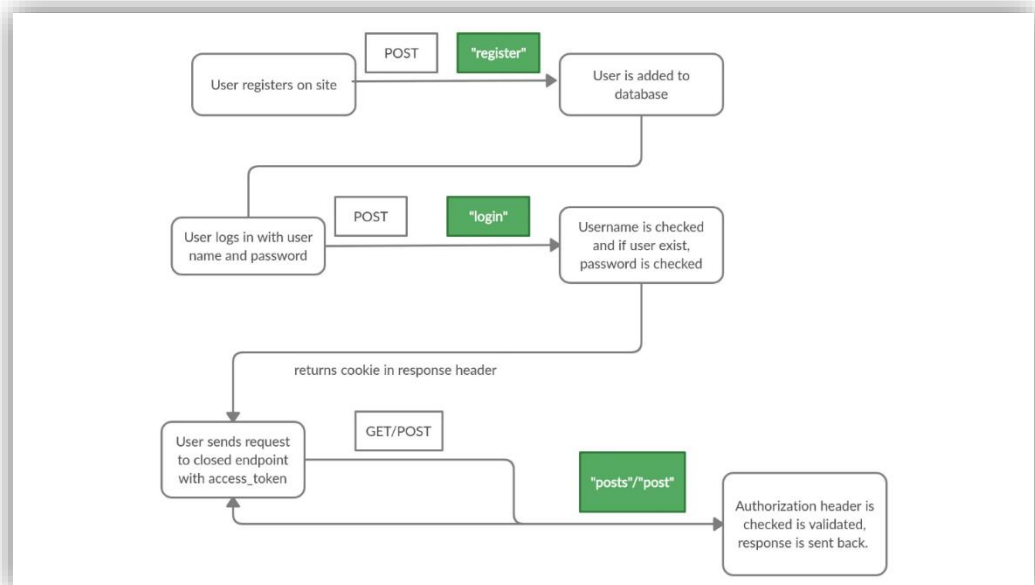 POST
"register"
User registers on site
User is added to
database
POST
"login"
User logs in with user
name and password
Username is checked
and if user exist,
password is checked
returns cookie in response header
GET/POST
User sends request
to closed endpoint
with access_token
"posts"/"post"
Authorization header is
checked is validated,
response is sent back.